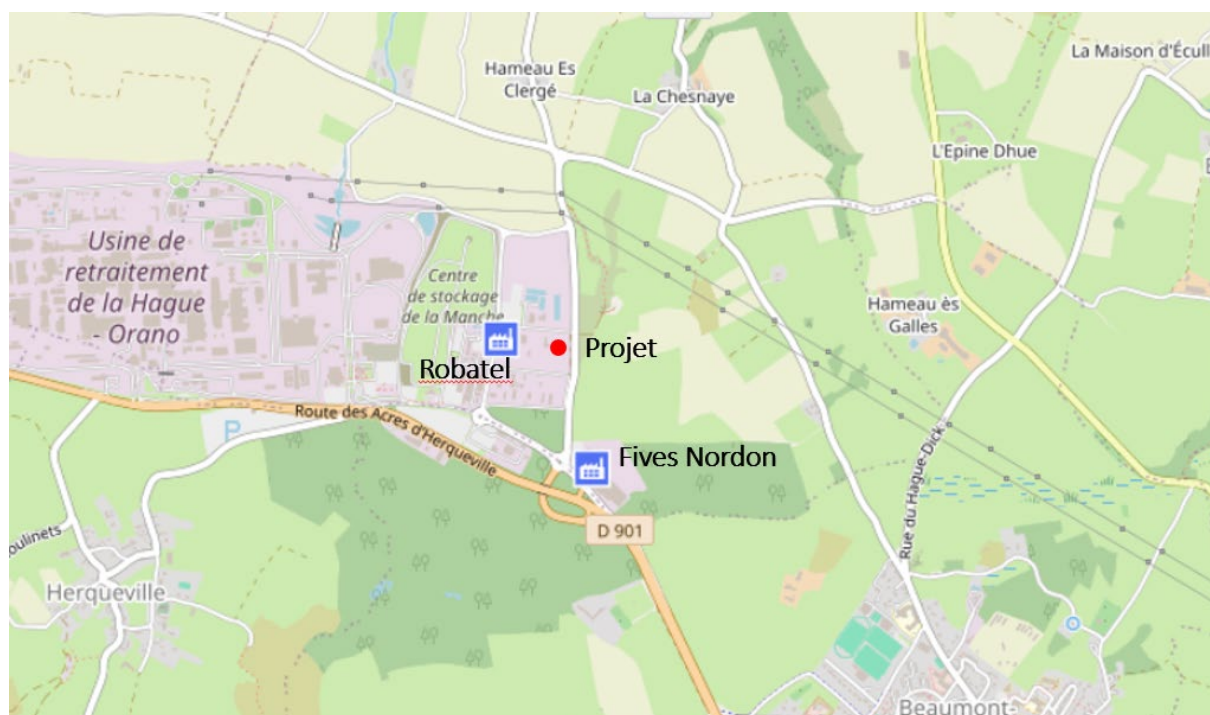 La Maison d'Écull
Hameau Es
Clergé
La Chesnaye
L'Epine Dhue
Usine de
retraitement
de la Hague
- Orano
Centre
de stockage
de la Manche
Hameau ès
Galles
Robatel
Projet
Route des Acres d'Herqueville
P
Fives Nordon
D 901
Rue du Hague-Dick
oulinets
Herqueville
Beaumont-